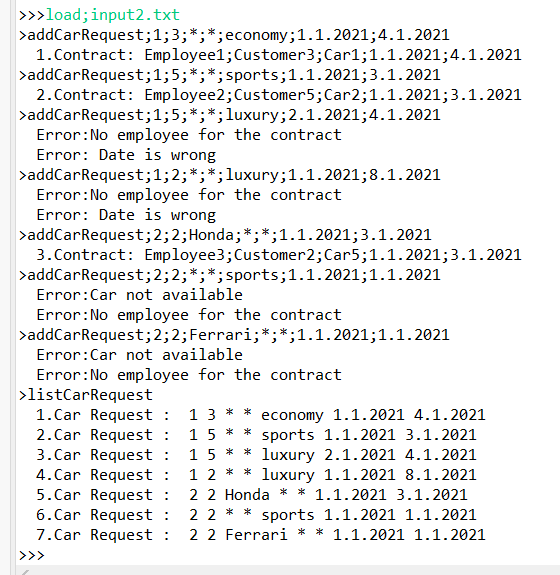 >>>load;input2.txt
>addCarRequest;1;3;*;*;economy;1.1.2021;4.1.2021
1.Contract: Employee1;Customer3;Car1;1.1.2021;4.1.2021
>addCarRequest;1;5;*;*;sports;1.1.2021;3.1.2021
2.Contract: Employee2;Customer5;Car2;1.1.2021;3.1.2021
>addCarRequest;1;5;*;*;luxury;2.1.2021;4.1.2021
Error:No employee for the contract
Error: Date is wrong
>addCarRequest;1;2;*;*;luxury;1.1.2021;8.1.2021
Error:No employee for the contract
Error: Date is wrong
>addCarRequest;2;2;Honda;*;*;1.1.2021;3.1.2021
3.Contract: Employee3;Customer2;Car5;1.1.2021;3.1.2021
>addCarRequest;2;2;*;*;sports;1.1.2021;1.1.2021
Error:Car not available
Error:No employee for the contract
>addCarRequest;2;2;Ferrari;*;*;1.1.2021;1.1.2021
Error:Car not available
Error:No employee for the contract
>listCarRequest
1.Car Request :  1 3 * * economy 1.1.2021 4.1.2021
2.Car Request :  1 5 * * sports 1.1.2021 3.1.2021
3.Car Request :  1 5 * * luxury 2.1.2021 4.1.2021
4.Car Request :  1 2 * * luxury 1.1.2021 8.1.2021
5.Car Request :  2 2 Honda * * 1.1.2021 3.1.2021
6.Car Request :  2 2 * * sports 1.1.2021 1.1.2021
7.Car Request :  2 2 Ferrari * * 1.1.2021 1.1.2021
>>>